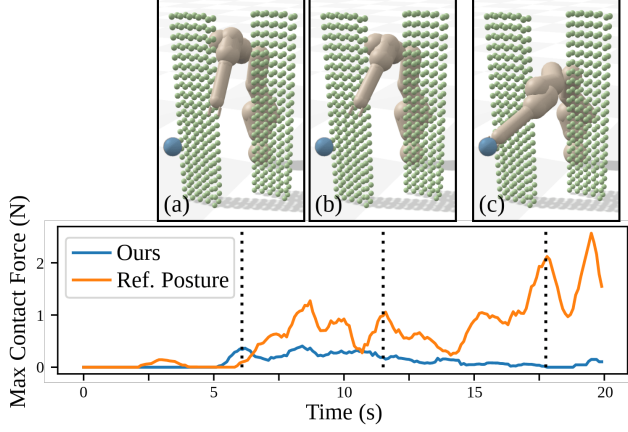 (a) (b) (c)
Max Contact Force (N)
Ours
Ref. Posture
2
1
0
0 5 10 15 20
Time (s)